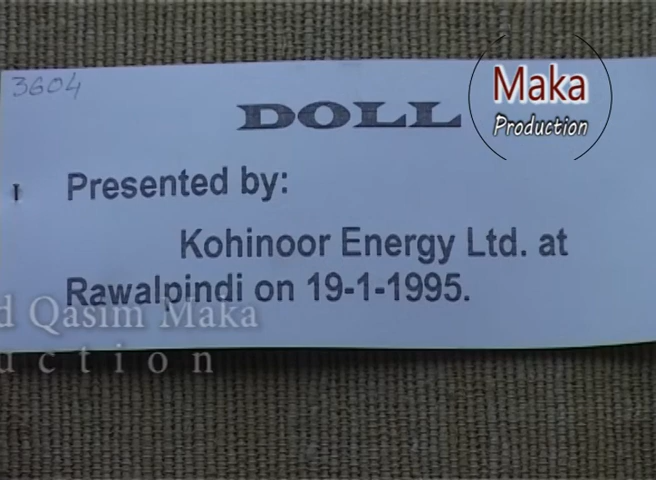 3604
DOLL
Maka
Production
Presented by:
Kohinoor Energy Ltd. at
Rawalpindi on 19-1-1995.
d Qasim Maka
uction